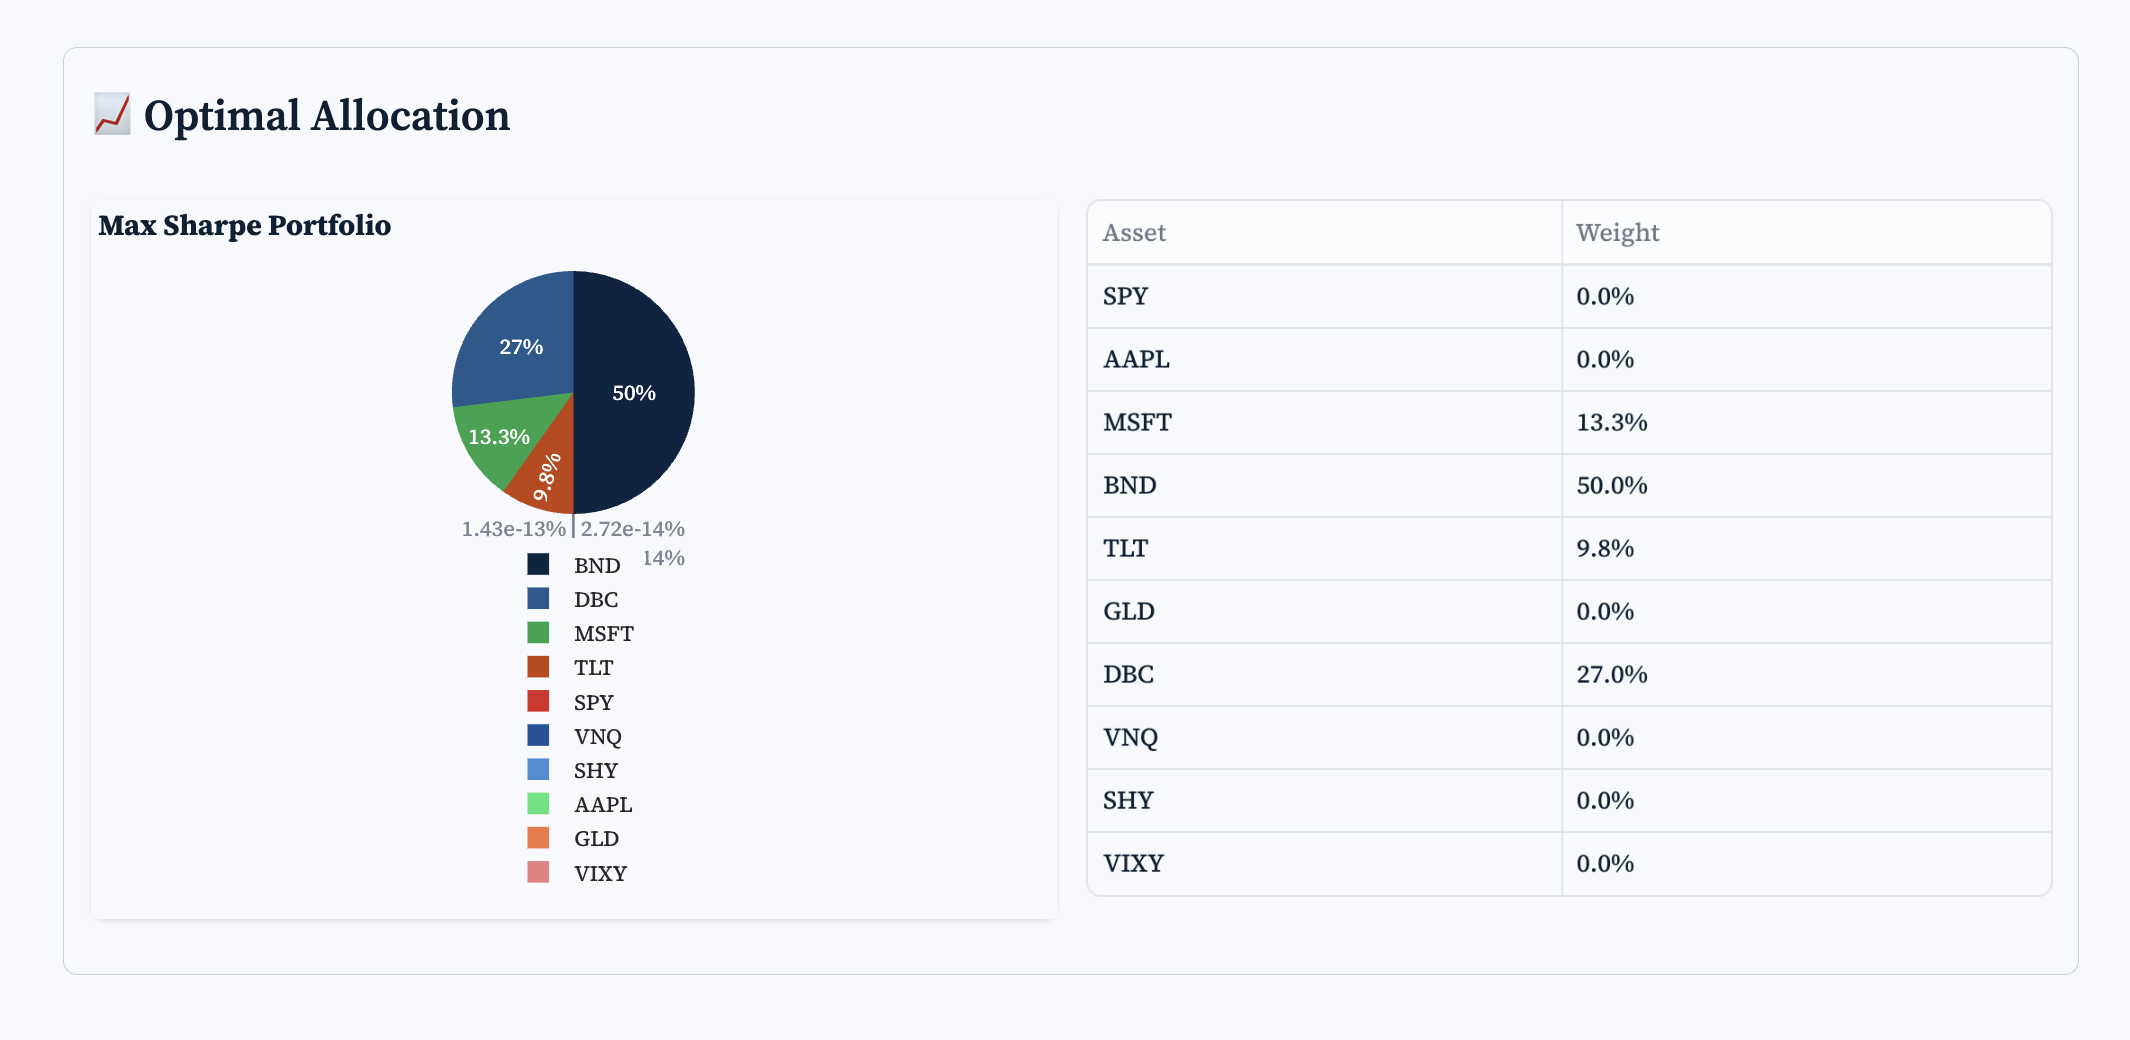 📈 Optimal Allocation
Max Sharpe Portfolio
27%
50%
13.3%
9.8%
1.43e-13% 2.72e-14%
14%
BND
DBC
MSFT
TLT
SPY
VNQ
SHY
AAPL
GLD
VIXY
Asset Weight
SPY 0.0%
AAPL 0.0%
MSFT 13.3%
BND 50.0%
TLT 9.8%
GLD 0.0%
DBC 27.0%
VNQ 0.0%
SHY 0.0%
VIXY 0.0%